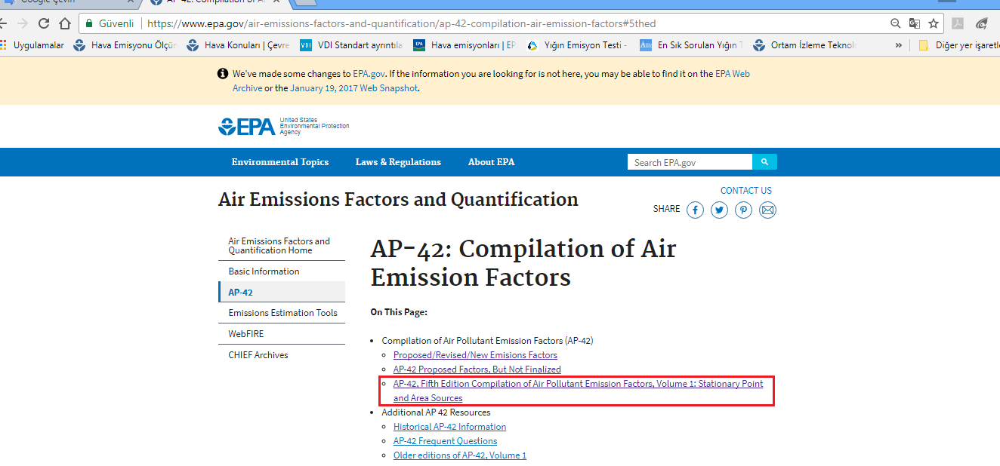 Google Çeviri
AP-42: Compilation of A
Güvenli
https://www.epa.gov/air-emissions-factors-and-quantification/ap-42-compilation-air-emission-factors#5thed
Uygulamalar
Hava Emisyonu Ölçür
Hava Konuları | Çevre
VDI
VDI Standart ayrıntıla
EPA
Hava emisyonları | EP
Yığın Emisyon Testi -
En Sık Sorulan Yığın T
Ortam İzleme Teknolo
»
Diğer yer işaretle
We've made some changes to EPA.gov. If the information you are looking for is not here, you may be able to find it on the EPA Web
Archive or the January 19, 2017 Web Snapshot.
EPA
United States
Environmental Protection
Agency
Environmental Topics
Laws & Regulations
About EPA
Search EPA.gov
CONTACT US
Air Emissions Factors and Quantification
SHARE
Air Emissions Factors and
Quantification Home
Basic Information
AP-42
Emissions Estimation Tools
WebFIRE
CHIEF Archives
AP-42: Compilation of Air
Emission Factors
On This Page:
• Compilation of Air Pollutant Emission Factors (AP-42)
Proposed/Revised/New Emisions Factors
AP-42 Proposed Factors, But Not Finalized
AP-42, Fifth Edition Compilation of Air Pollutant Emission Factors, Volume 1: Stationary Point
and Area Sources
• Additional AP 42 Resources
Historical AP-42 Information
AP-42 Frequent Questions
Older editions of AP-42, Volume 1